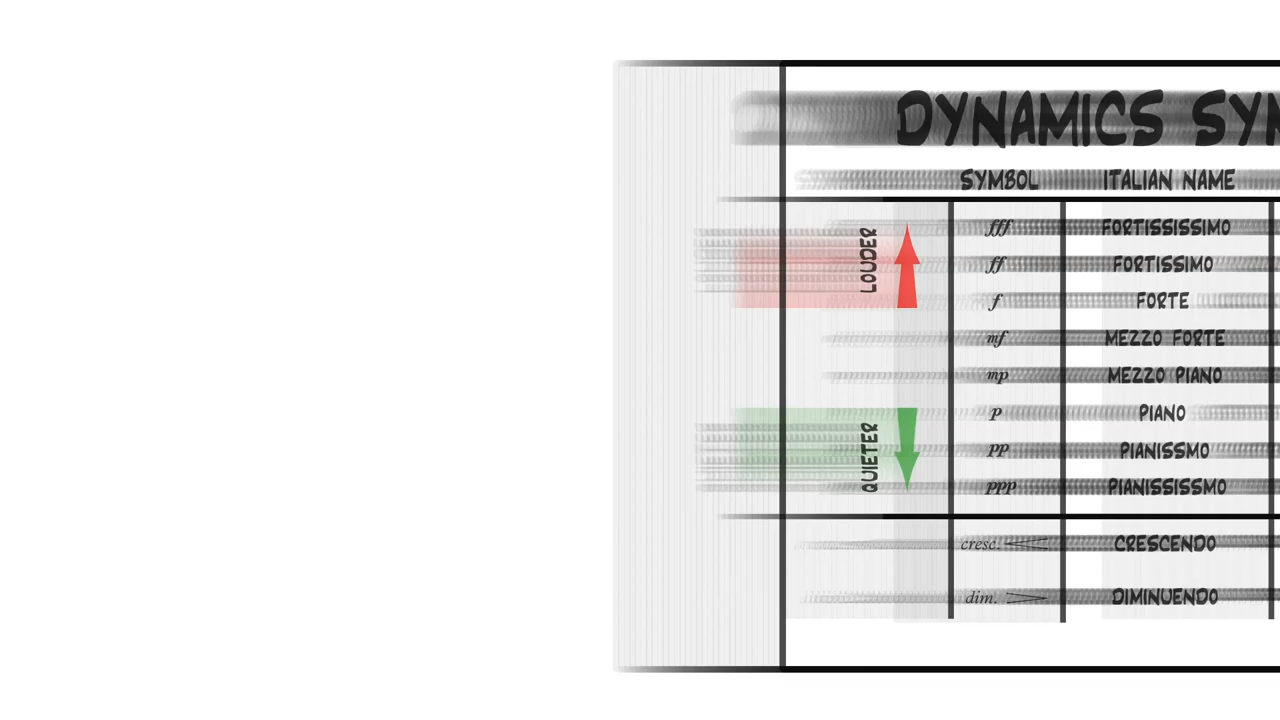 DYNAMICS SYM
SYMBOL ITALIAN NAME
LOUDER
fff FORTISSISSIMO
ff FORTISSIMO
f FORTE
mf MEZZO FORTE
mp MEZZO PIANO
p PIANO
QUIETER
pp PIANISSMO
ppp PIANISSISSMO
cresc. CRESCENDO
dim. DIMINUENDO